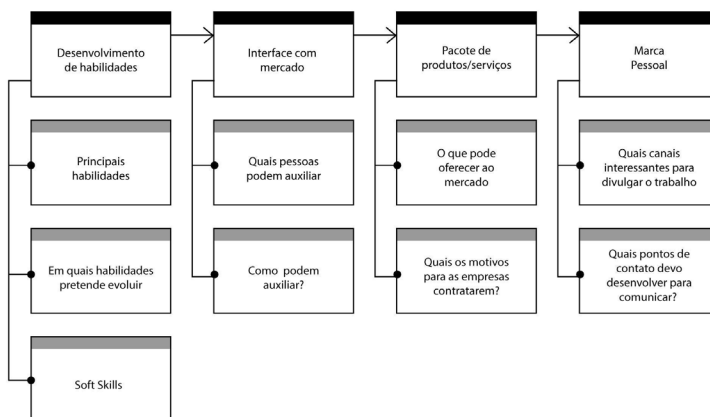 Desenvolvimento
de habilidades
Interface com
mercado
Pacote de
produtos/serviços
Marca
Pessoal
Principais
habilidades
Quais pessoas
podem auxiliar
O que pode
oferecer ao
mercado
Quais canais
interessantes para
divulgar o trabalho
Em quais habilidades
pretende evoluir
Como podem
auxiliar?
Quais os motivos
para as empresas
contratarem?
Quais pontos de
contato devo
desenvolver para
comunicar?
Soft Skills